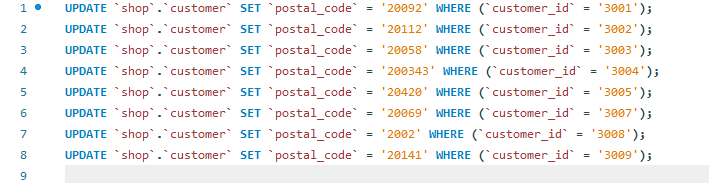 1 UPDATE `shop`.`customer` SET `postal_code` = '20092' WHERE (`customer_id` = '3001');
2 UPDATE `shop`.`customer` SET `postal_code` = '20112' WHERE (`customer_id` = '3002');
3 UPDATE `shop`.`customer` SET `postal_code` = '20058' WHERE (`customer_id` = '3003');
4 UPDATE `shop`.`customer` SET `postal_code` = '200343' WHERE (`customer_id` = '3004');
5 UPDATE `shop`.`customer` SET `postal_code` = '20420' WHERE (`customer_id` = '3005');
6 UPDATE `shop`.`customer` SET `postal_code` = '20069' WHERE (`customer_id` = '3007');
7 UPDATE `shop`.`customer` SET `postal_code` = '2002' WHERE (`customer_id` = '3008');
8 UPDATE `shop`.`customer` SET `postal_code` = '20141' WHERE (`customer_id` = '3009');
9